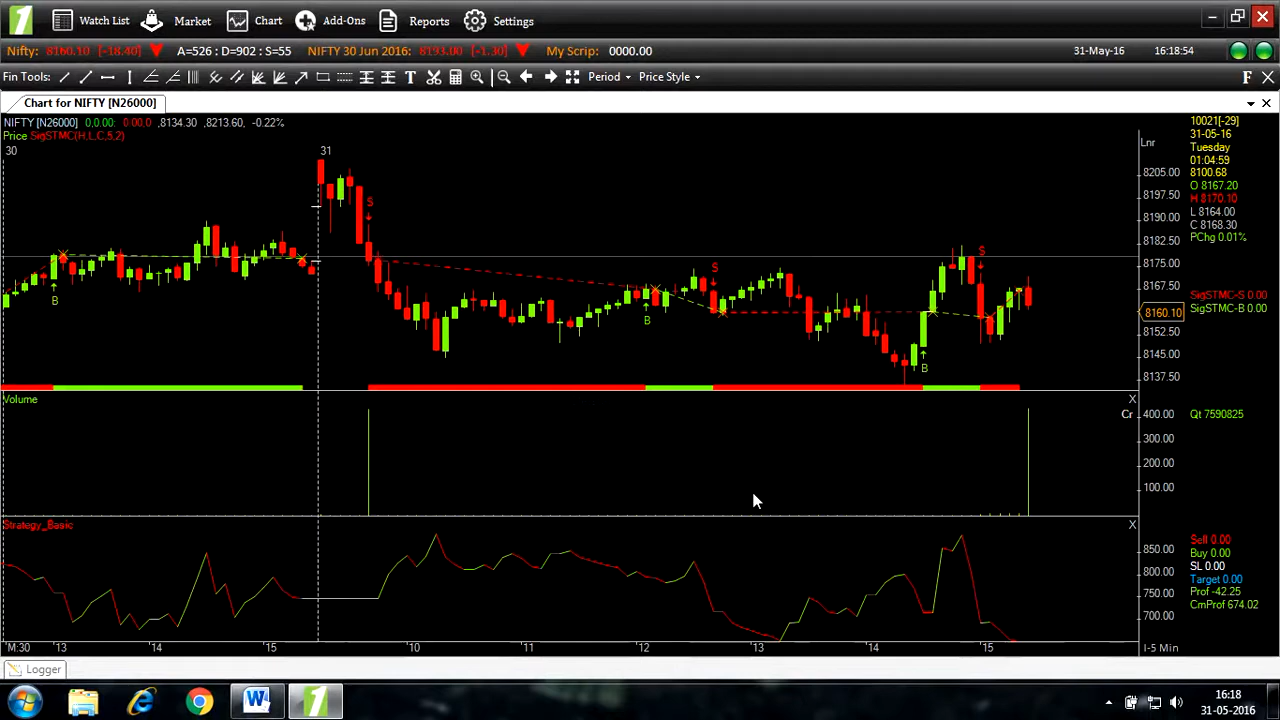 Watch List Market Chart Add-Ons Reports Settings
Nifty: 8160.10 [-18.40] A=526 : D=902 : S=55 NIFTY 30 Jun 2016: 8193.00 [-1.30] My Scrip: 0000.00 31-May-16 16:18:54
Fin Tools: T Period Price Style F
Chart for NIFTY [N26000]
NIFTY [N26000] 0,0.00: 0.00,0 ,8134.30 ,8213.60, -0.22%
Price SigSTMC(H,L,C,5,2)
30 31
Lnr
8205.00
8197.50
8190.00
8182.50
8175.00
8167.50
8160.10
8152.50
8145.00
8137.50
10021[-29]
31-05-16
Tuesday
01:04:59
8100.68
O 8167.20
H 8170.10
L 8164.00
C 8168.30
PChg 0.01%
SigSTMC-S 0.00
SigSTMC-B 0.00
S
S
S
B
B
B
Volume X
Cr 400.00 Qt 7590825
300.00
200.00
100.00
Strategy_Basic X
850.00
800.00
750.00
700.00
Sell 0.00
Buy 0.00
SL 0.00
Target 0.00
Prof -42.25
CmProf 674.02
M:30 '13 '14 '15 '10 '11 '12 '13 '14 '15 I-5 Min
Logger
16:18
31-05-2016